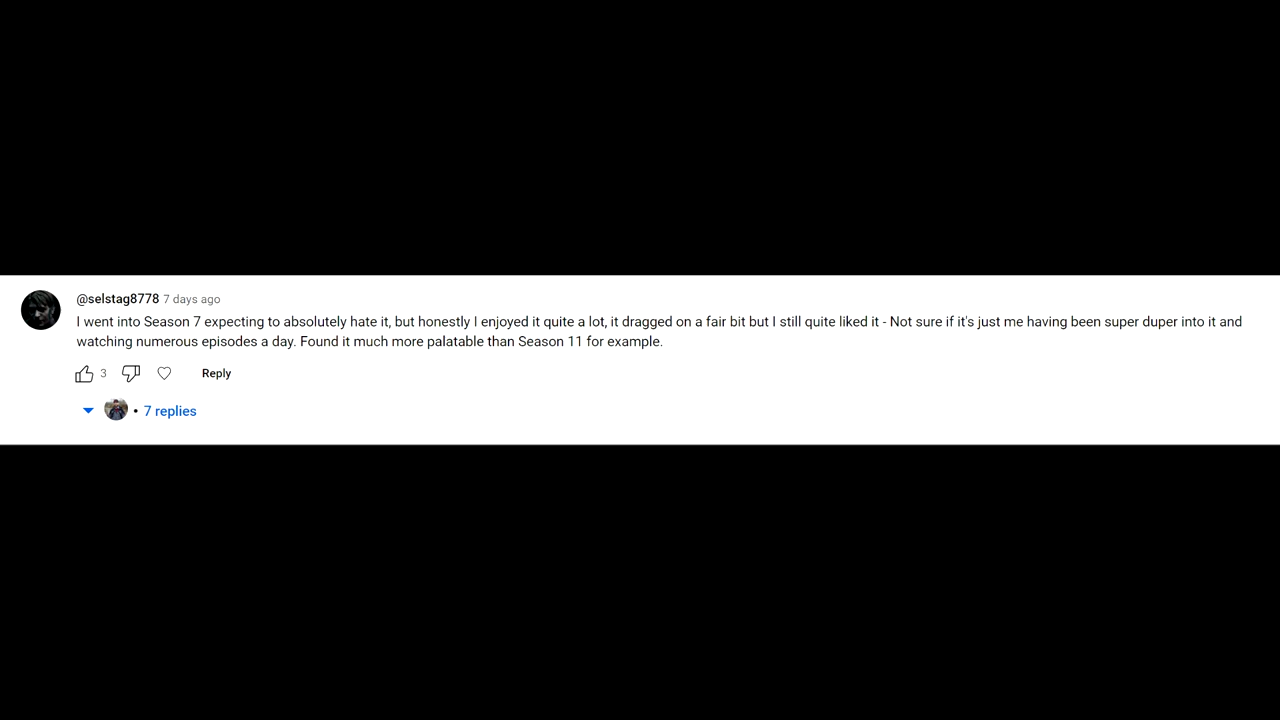 @selstag8778 7 days ago
I went into Season 7 expecting to absolutely hate it, but honestly I enjoyed it quite a lot, it dragged on a fair bit but I still quite liked it - Not sure if it's just me having been super duper into it and
watching numerous episodes a day. Found it much more palatable than Season 11 for example.
3 Reply
• 7 replies